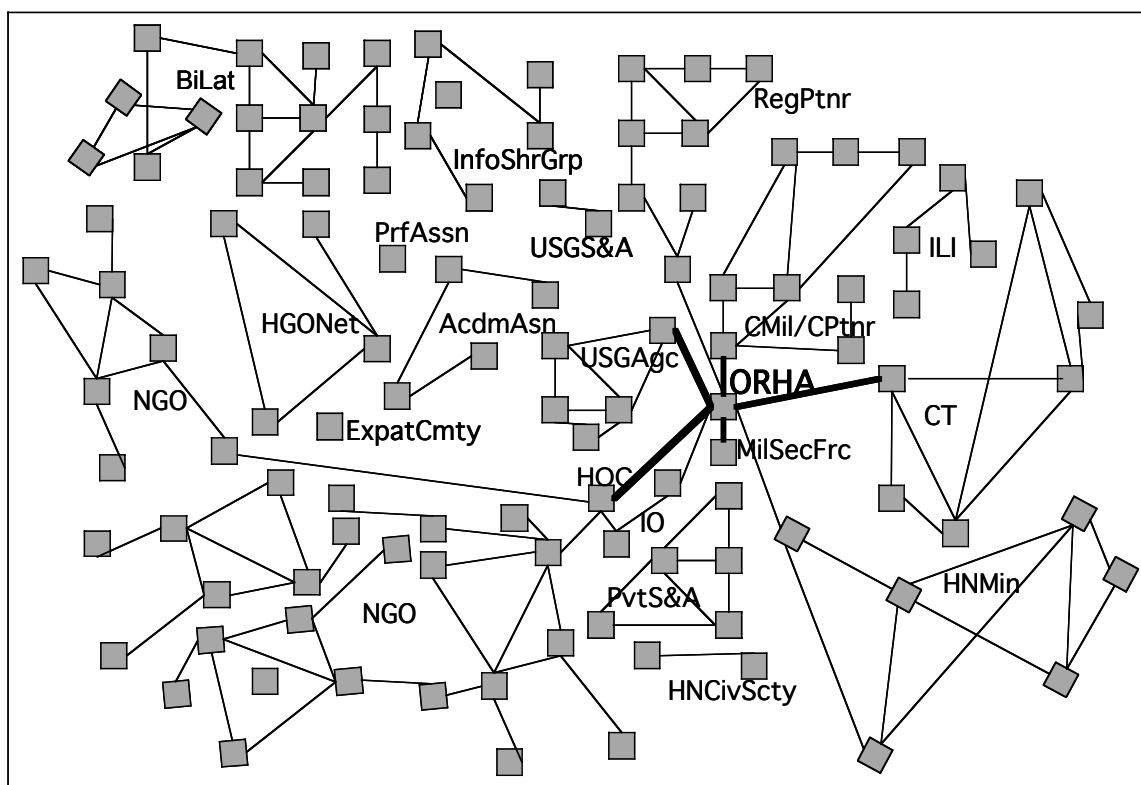 BiLat
RegPtnr
InfoShrGrp
PrfAssn
USGS&A
ILI
HGONet
AcdmAsn
CMil/CPtnr
USGAgc
ORHA
NGO
CT
ExpatCmty
MilSecFrc
HOC
IO
HNMin
PvtS&A
NGO
HNCivScty